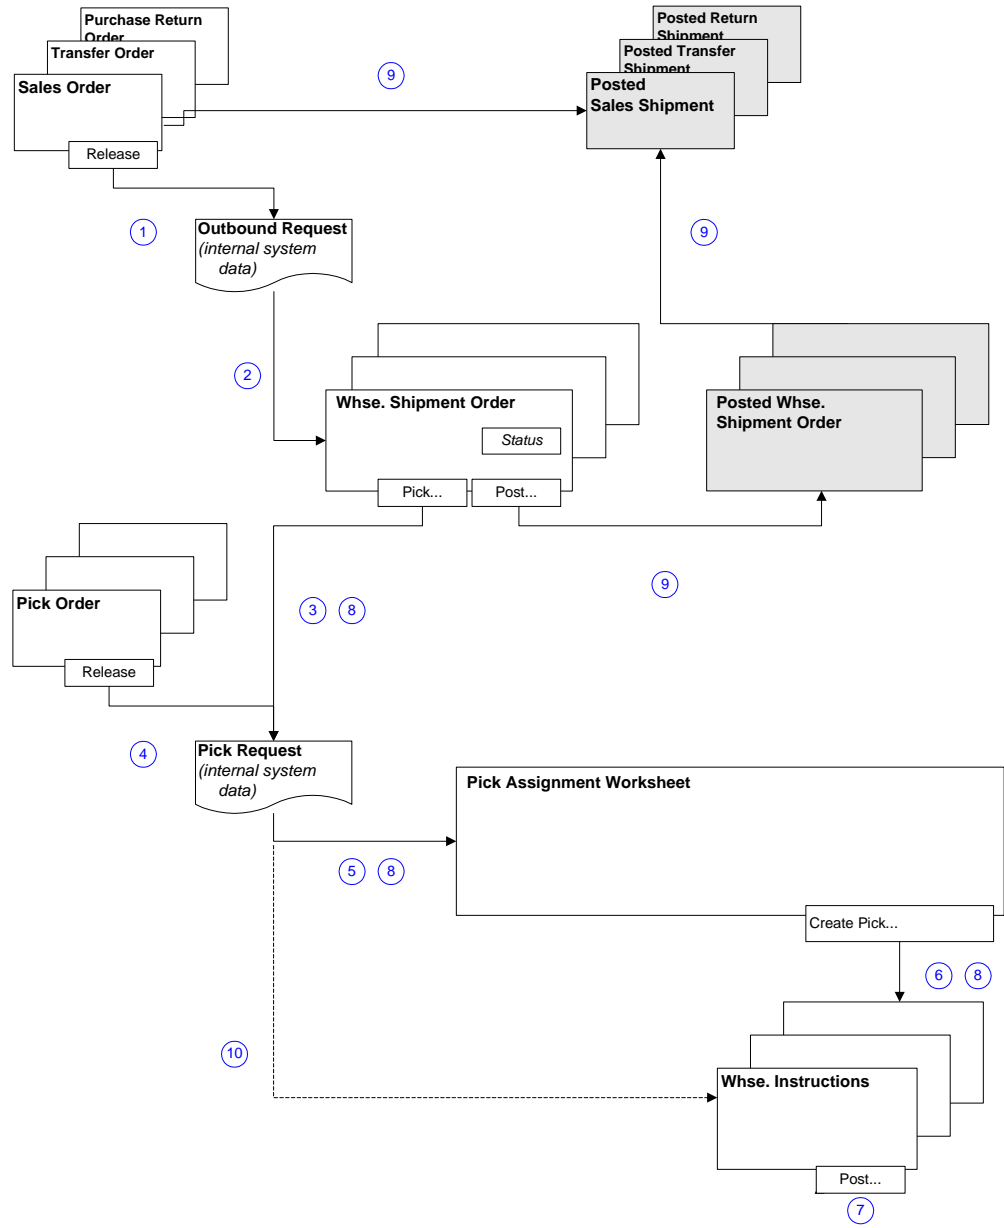 Purchase Return
Order
Transfer Order
Sales Order
Release
9
Posted Return
Shipment
Posted Transfer
Shipment
Posted
Sales Shipment
1
Outbound Request
(internal system
data)
9
2
Whse. Shipment Order
Status
Pick...
Post...
Posted Whse.
Shipment Order
9
Pick Order
Release
3
8
4
Pick Request
(internal system
data)
Pick Assignment Worksheet
5
8
Create Pick...
6
8
10
Whse. Instructions
Post...
7